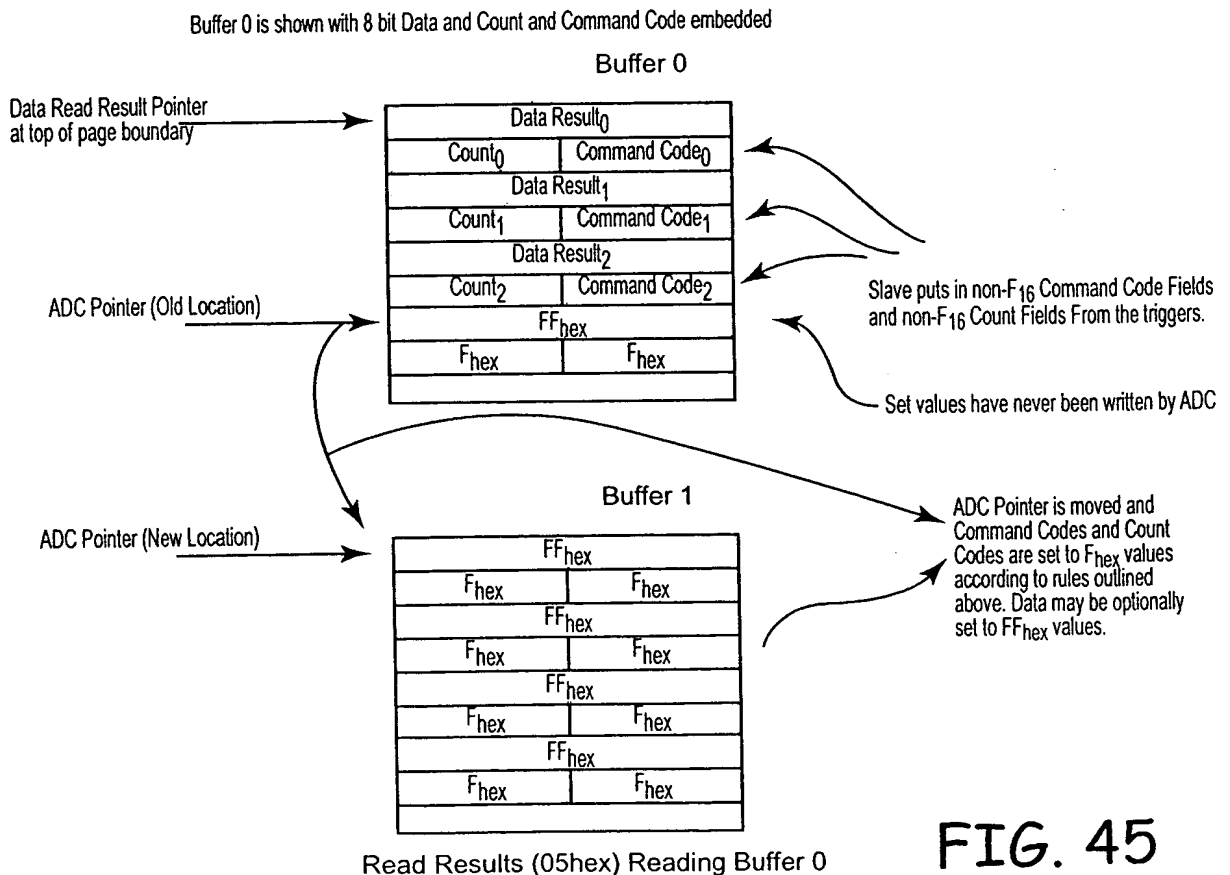 Buffer 0 is shown with 8 bit Data and Count and Command Code embedded
Buffer 0
Data Read Result Pointer
at top of page boundary
Data Result0
Count0 Command Code0
Data Result1
Count1 Command Code1
Data Result2
Count2 Command Code2
ADC Pointer (Old Location)
FFhex
Fhex Fhex
Slave puts in non-F16 Command Code Fields
and non-F16 Count Fields From the triggers.
Set values have never been written by ADC
Buffer 1
ADC Pointer (New Location)
FFhex
Fhex Fhex
FFhex
Fhex Fhex
FFhex
Fhex Fhex
FFhex
Fhex Fhex
ADC Pointer is moved and
Command Codes and Count
Codes are set to Fhex values
according to rules outlined
above. Data may be optionally
set to FFhex values.
Read Results (05hex) Reading Buffer 0
FIG. 45